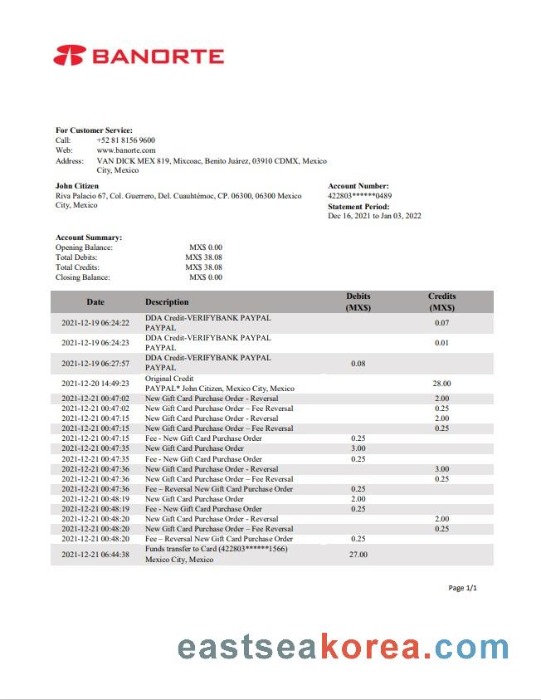 BANORTE
For Customer Service:
Call: +52 81 8156 9600
Web: www.banorte.com
Address: VAN DICK MEX 819, Mixcoac, Benito Juárez, 03910 CDMX, Mexico
City, Mexico
John Citizen
Riva Palacio 67, Col. Guerrero, Del. Cuauhtémoc, CP. 06300, 06300 Mexico
City, Mexico
Account Number:
422803******0489
Statement Period:
Dec 16, 2021 to Jan 03, 2022
Account Summary:
Opening Balance: MX$ 0.00
Total Debits: MX$ 38.08
Total Credits: MX$ 38.08
Closing Balance: MX$ 0.00
Date Description Debits (MX$) Credits (MX$)
2021-12-19 06:24:22 DDA Credit-VERIFYBANK PAYPAL PAYPAL 0.07
2021-12-19 06:24:23 DDA Credit-VERIFYBANK PAYPAL PAYPAL 0.01
2021-12-19 06:27:57 DDA Credit-VERIFYBANK PAYPAL PAYPAL 0.08
2021-12-20 14:49:23 Original Credit PAYPAL* John Citizen, Mexico City, Mexico 28.00
2021-12-21 00:47:02 New Gift Card Purchase Order - Reversal 2.00
2021-12-21 00:47:02 New Gift Card Purchase Order – Fee Reversal 0.25
2021-12-21 00:47:15 New Gift Card Purchase Order - Reversal 2.00
2021-12-21 00:47:15 New Gift Card Purchase Order – Fee Reversal 0.25
2021-12-21 00:47:15 Fee - New Gift Card Purchase Order 0.25
2021-12-21 00:47:35 New Gift Card Purchase Order 3.00
2021-12-21 00:47:35 Fee - New Gift Card Purchase Order 0.25
2021-12-21 00:47:36 New Gift Card Purchase Order - Reversal 3.00
2021-12-21 00:47:36 New Gift Card Purchase Order – Fee Reversal 0.25
2021-12-21 00:47:36 Fee – Reversal New Gift Card Purchase Order 0.25
2021-12-21 00:48:19 New Gift Card Purchase Order 2.00
2021-12-21 00:48:19 Fee - New Gift Card Purchase Order 0.25
2021-12-21 00:48:20 New Gift Card Purchase Order - Reversal 2.00
2021-12-21 00:48:20 New Gift Card Purchase Order – Fee Reversal 0.25
2021-12-21 00:48:20 Fee – Reversal New Gift Card Purchase Order 0.25
2021-12-21 06:44:38 Funds transfer to Card (422803******1566) Mexico City, Mexico 27.00
Page 1/1
eastseakorea.com